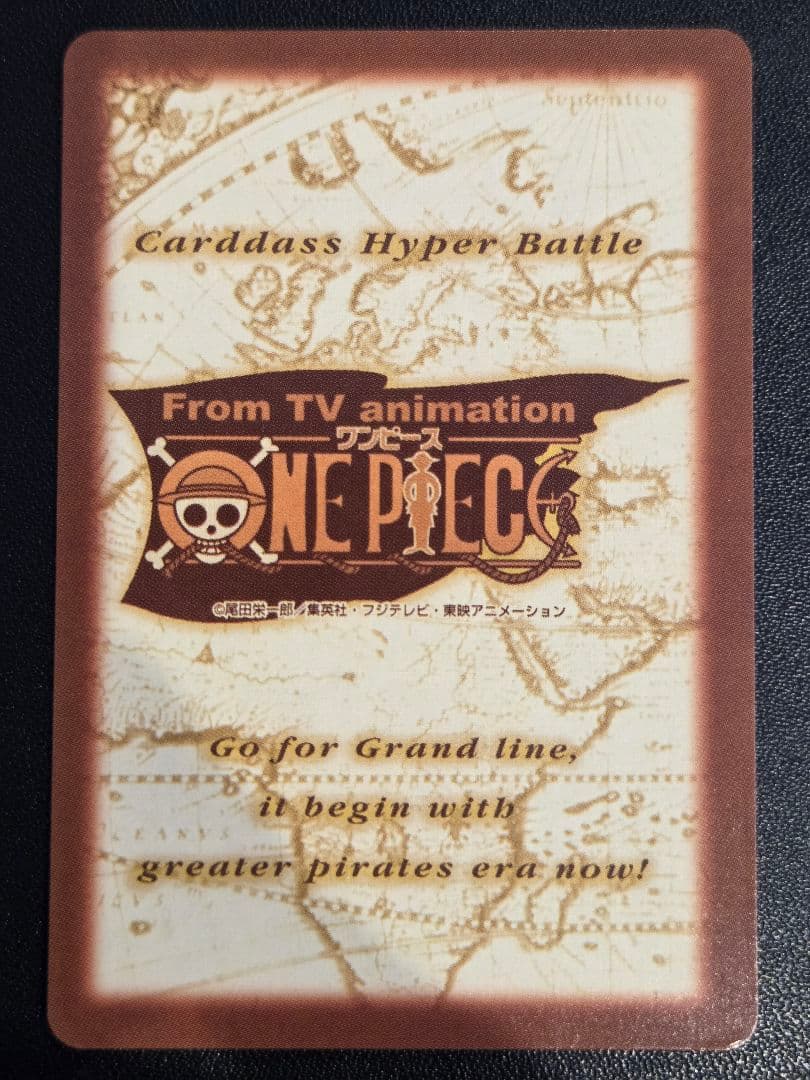 Septentrio
Carddass Hyper Battle
From TV animation
ワンピース
ONE PIECE
©尾田栄一郎／集英社・フジテレビ・東映アニメーション
Go for Grand line,
it begin with
greater pirates era now!